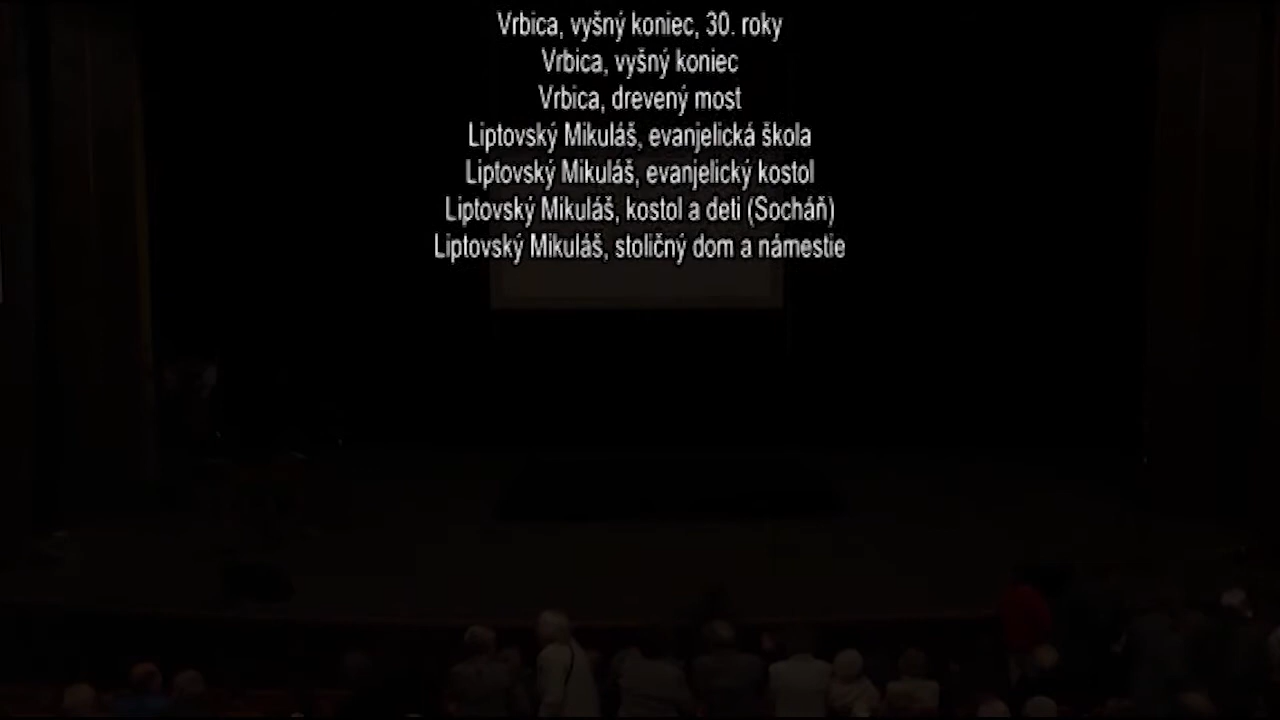 Vrbica, vyšný koniec, 30. roky
Vrbica, vyšný koniec
Vrbica, drevený most
Liptovský Mikuláš, evanjelická škola
Liptovský Mikuláš, evanjelický kostol
Liptovský Mikuláš, kostol a deti (Socháň)
Liptovský Mikuláš, stoličný dom a námestie